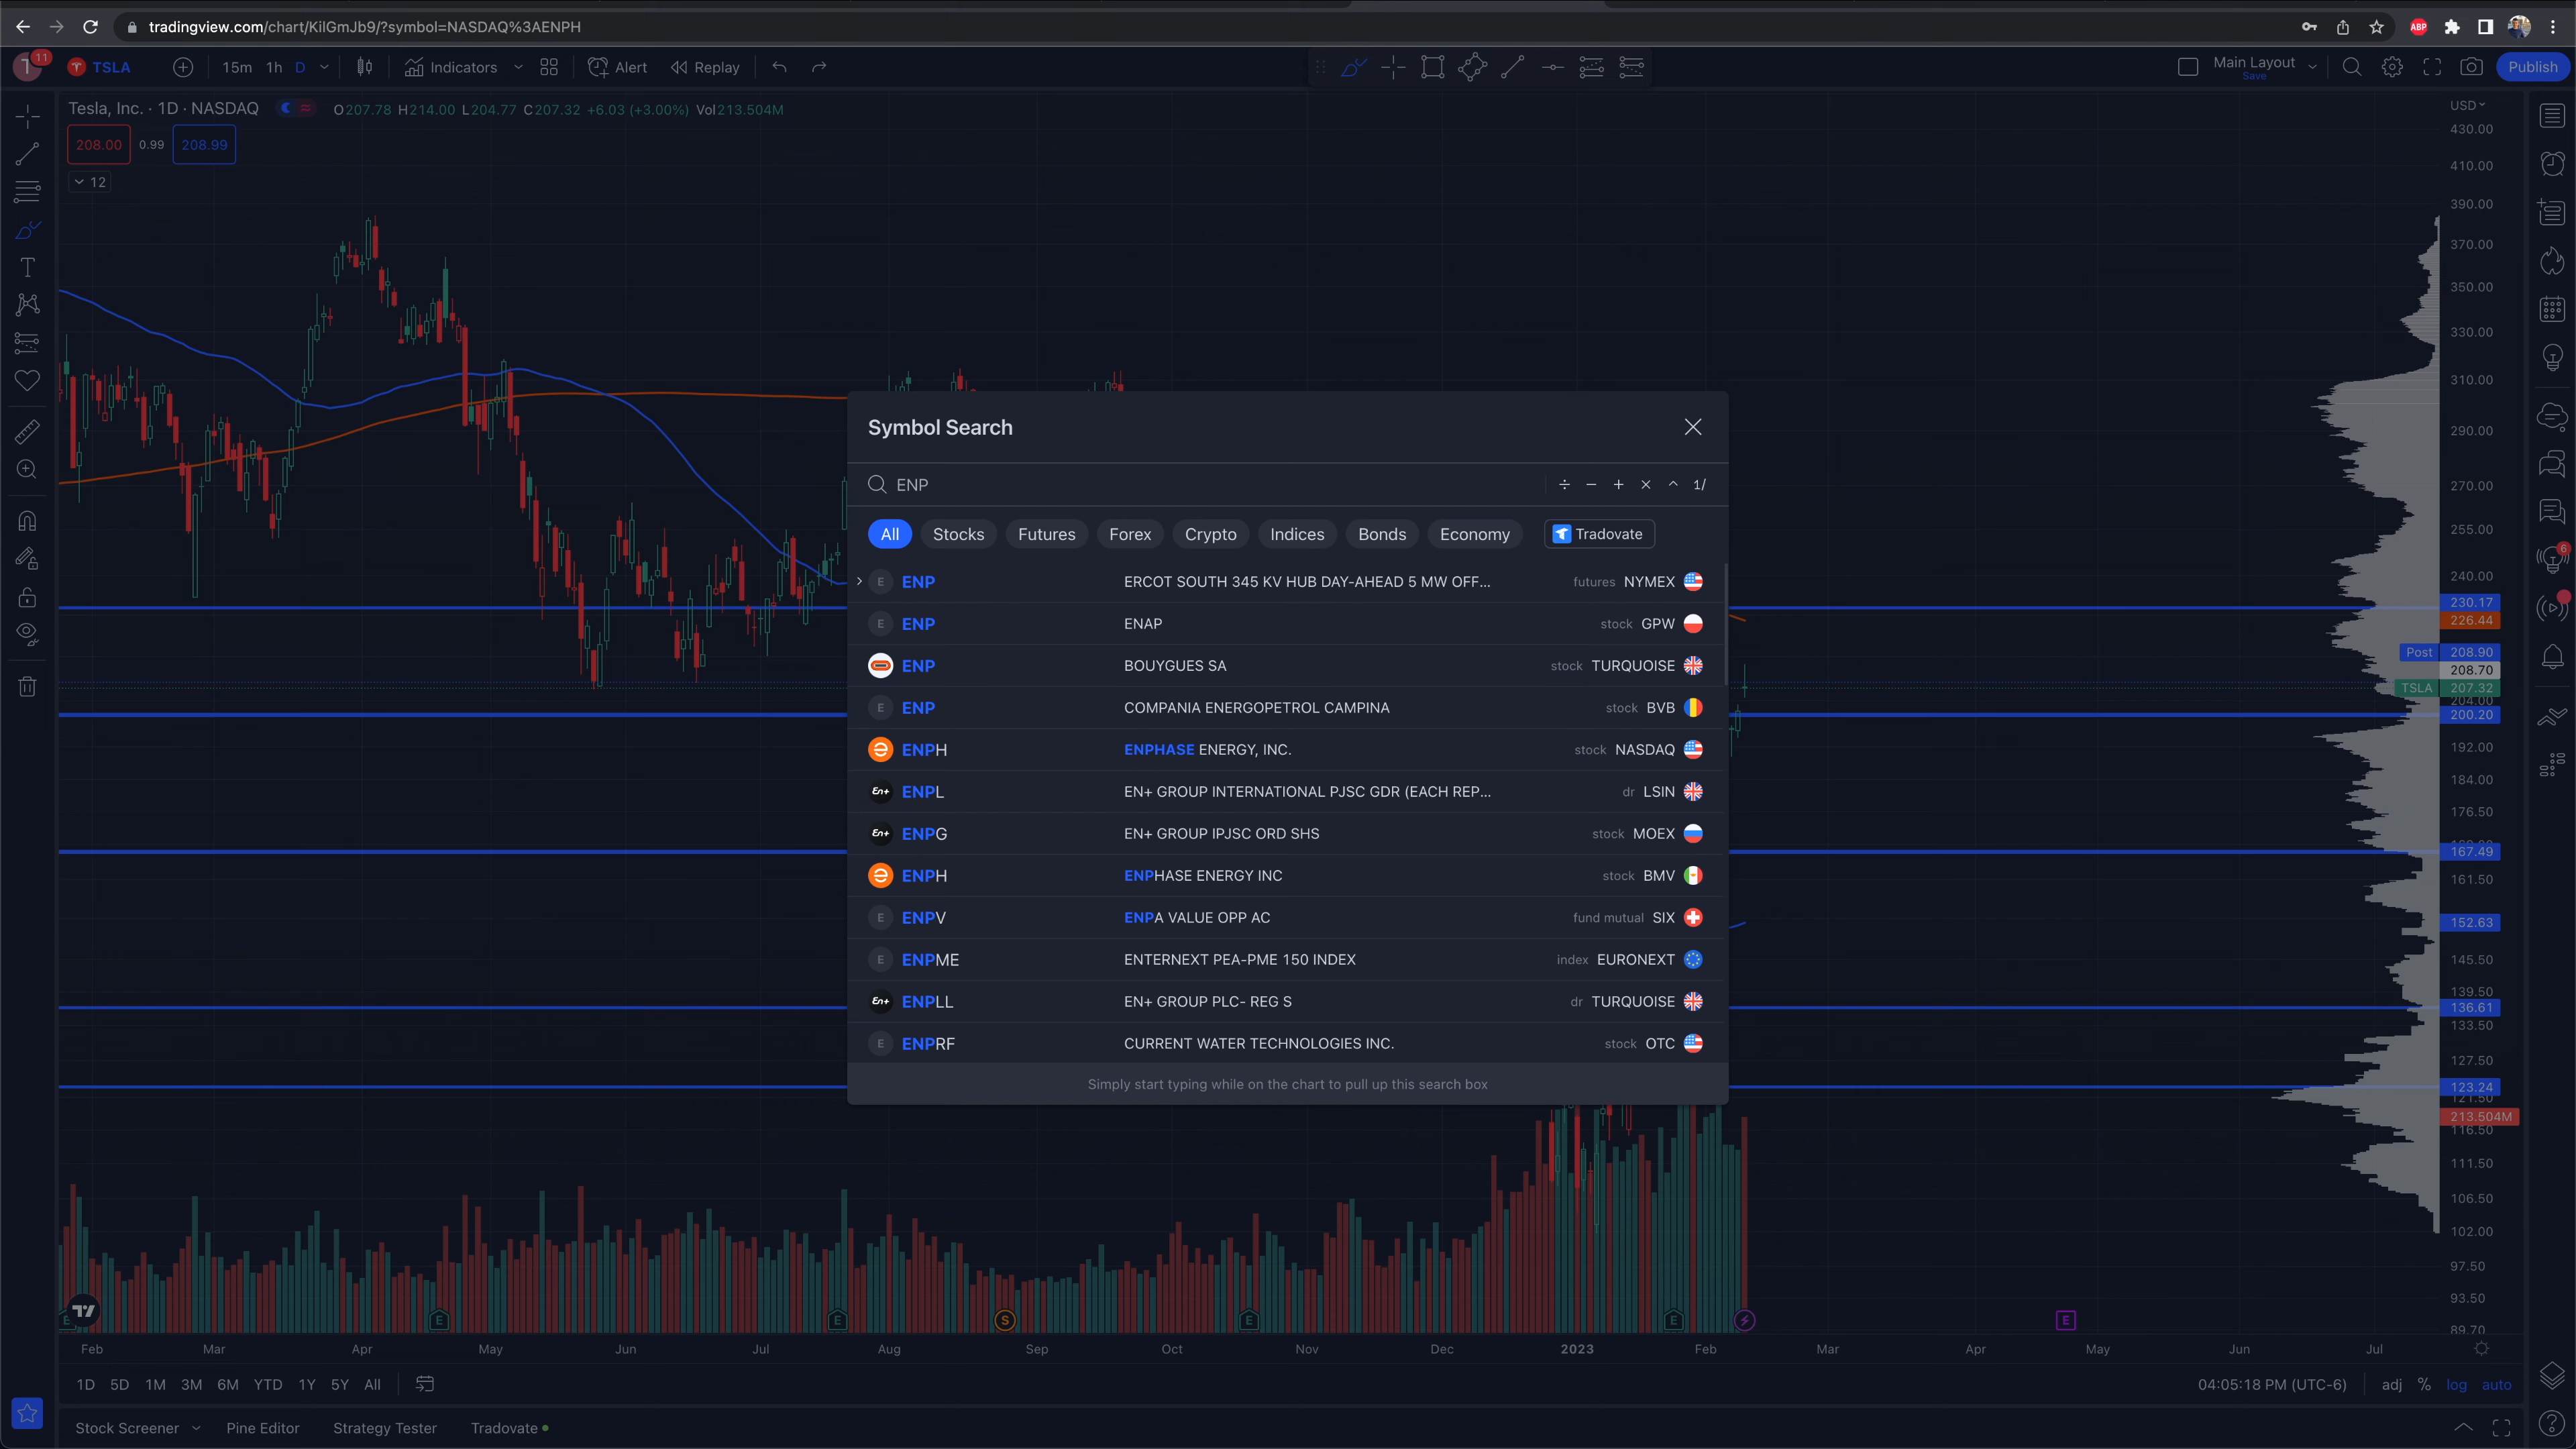 tradingview.com/chart/KilGmJb9/?symbol=NASDAQ%3AENPH
ABP
T 11 TSLA 15m 1h D Indicators Alert Replay Main Layout Save Publish
Tesla, Inc. · 1D · NASDAQ O207.78 H214.00 L204.77 C207.32 +6.03 (+3.00%) Vol213.504M
208.00 0.99 208.99
12
USD
430.00
410.00
390.00
370.00
350.00
330.00
310.00
290.00
270.00
255.00
240.00
230.17
226.44
Post 208.90
208.70
TSLA 207.32
204.00
200.20
192.00
184.00
176.50
167.49
161.50
152.63
145.50
139.50
136.61
133.50
127.50
123.24
121.50
213.504M
116.50
111.50
106.50
102.00
97.50
93.50
89.70
6
Symbol Search
ENP ÷ − + × ^ 1/
All Stocks Futures Forex Crypto Indices Bonds Economy Tradovate
E ENP ERCOT SOUTH 345 KV HUB DAY-AHEAD 5 MW OFF... futures NYMEX
E ENP ENAP stock GPW
ENP BOUYGUES SA stock TURQUOISE
E ENP COMPANIA ENERGOPETROL CAMPINA stock BVB
ENPH ENPHASE ENERGY, INC. stock NASDAQ
En+ ENPL EN+ GROUP INTERNATIONAL PJSC GDR (EACH REP... dr LSIN
En+ ENPG EN+ GROUP IPJSC ORD SHS stock MOEX
ENPH ENPHASE ENERGY INC stock BMV
E ENPV ENPA VALUE OPP AC fund mutual SIX
E ENPME ENTERNEXT PEA-PME 150 INDEX index EURONEXT
En+ ENPLL EN+ GROUP PLC- REG S dr TURQUOISE
E ENPRF CURRENT WATER TECHNOLOGIES INC. stock OTC
Simply start typing while on the chart to pull up this search box
E E E S E E E
Feb Mar Apr May Jun Jul Aug Sep Oct Nov Dec 2023 Feb Mar Apr May Jun Jul
1D 5D 1M 3M 6M YTD 1Y 5Y All 04:05:18 PM (UTC-6) adj % log auto
Stock Screener Pine Editor Strategy Tester Tradovate